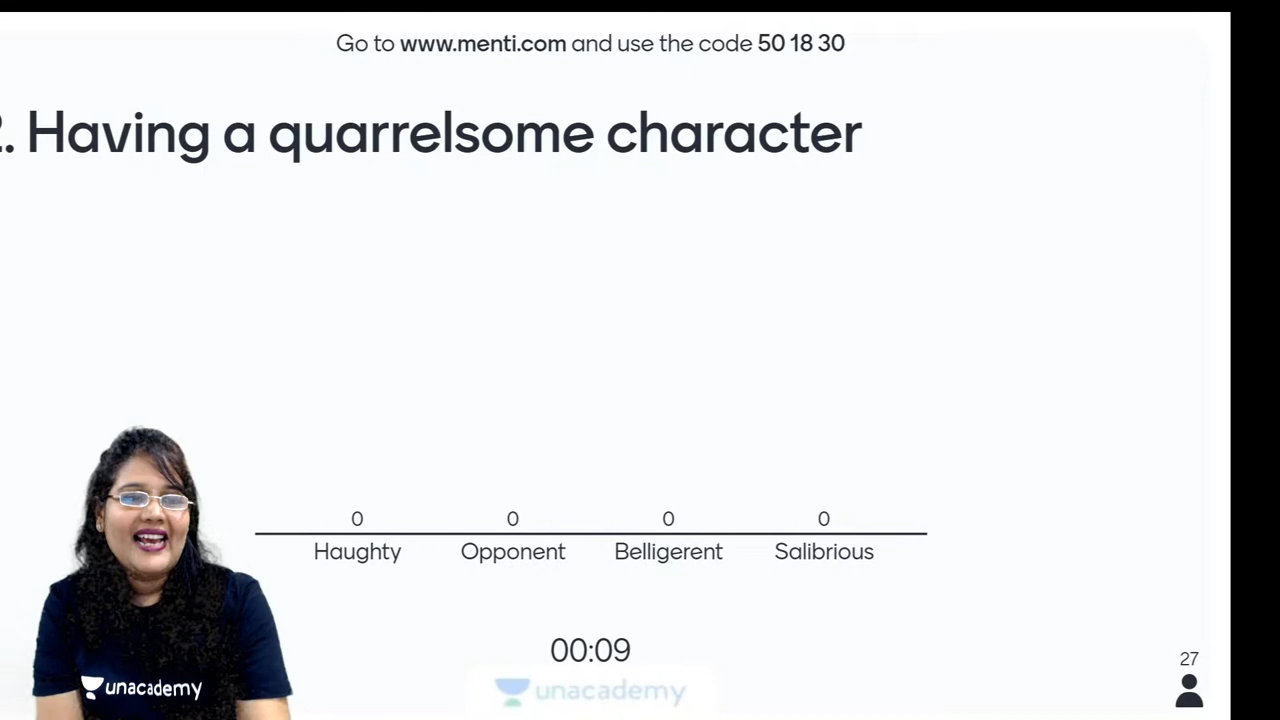 Go to www.menti.com and use the code 50 18 30
2. Having a quarrelsome character
0 0 0 0
Haughty Opponent Belligerent Salibrious
00:09
27
unacademy
unacademy